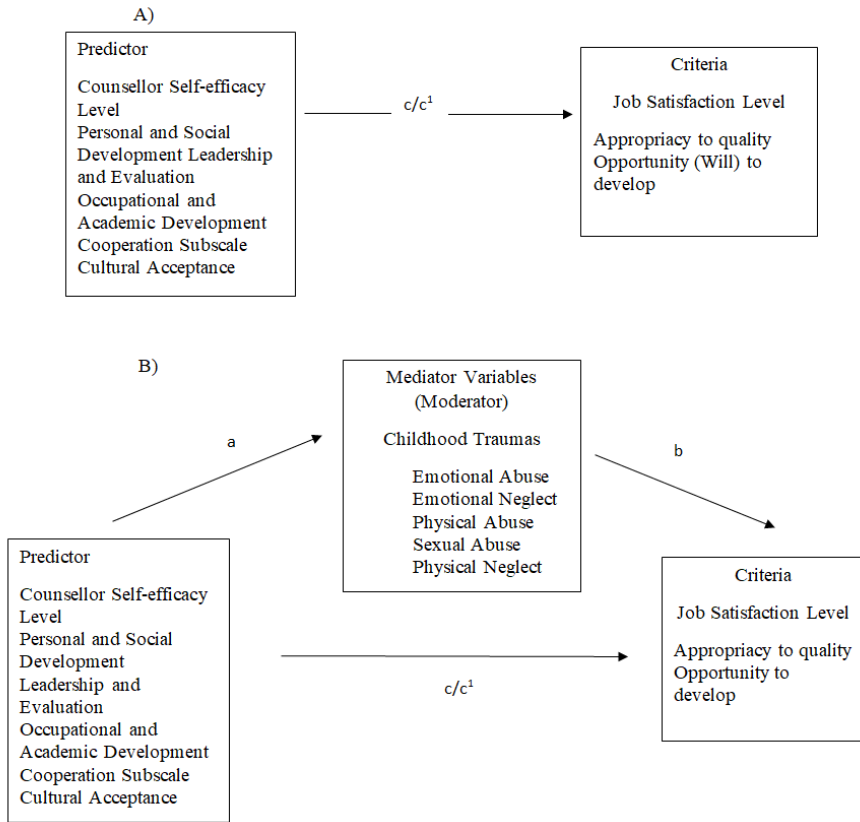 A)
Predictor
Counsellor Self-efficacy
Level
Personal and Social
Development Leadership
and Evaluation
Occupational and
Academic Development
Cooperation Subscale
Cultural Acceptance
c/c¹
Criteria
Job Satisfaction Level
Appropriacy to quality
Opportunity (Will) to
develop
B)
Mediator Variables
(Moderator)
Childhood Traumas
Emotional Abuse
Emotional Neglect
Physical Abuse
Sexual Abuse
Physical Neglect
a
b
Predictor
Counsellor Self-efficacy
Level
Personal and Social
Development
Leadership and
Evaluation
Occupational and
Academic Development
Cooperation Subscale
Cultural Acceptance
c/c¹
Criteria
Job Satisfaction Level
Appropriacy to quality
Opportunity to
develop